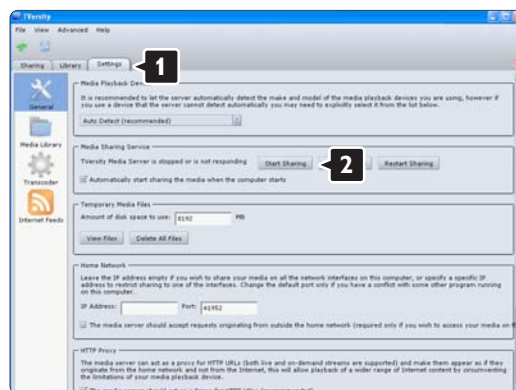 TVersity
File View Advanced Help
Sharing Library Settings
1
General
Media Library
Transcoder
Internet Feeds
Media Playback Dev
It is recommended to let the server automatically detect the make and model of the media playback devices you are using, however if
you use a device that the server cannot detect automatically you may need to explicitly select it from the list below.
Auto Detect (recommended)
Media Sharing Service
TVersity Media Server is stopped or is not responding Start Sharing 2 Restart Sharing
Automatically start sharing the media when the computer starts
Temporary Media Files
Amount of disk space to use: 8192 MB
View Files Delete All Files
Home Network
Leave the IP address empty if you wish to share your media on all the network interfaces on this computer, or specify a specific IP
address to restrict sharing to one of the interfaces. Change the default port only if you have a conflict with some other program running
on this computer.
IP Address: Port: 41952
The media server should accept requests originating from outside the home network (required only if you wish to access your media on
HTTP Proxy
The media server can act as a proxy for HTTP URLs (both live and on-demand streams are supported) and make them appear as if they
originate from the home network and not from the Internet, this will allow playback of a wider range of Internet content by circumventing
the limitations of your media playback device.